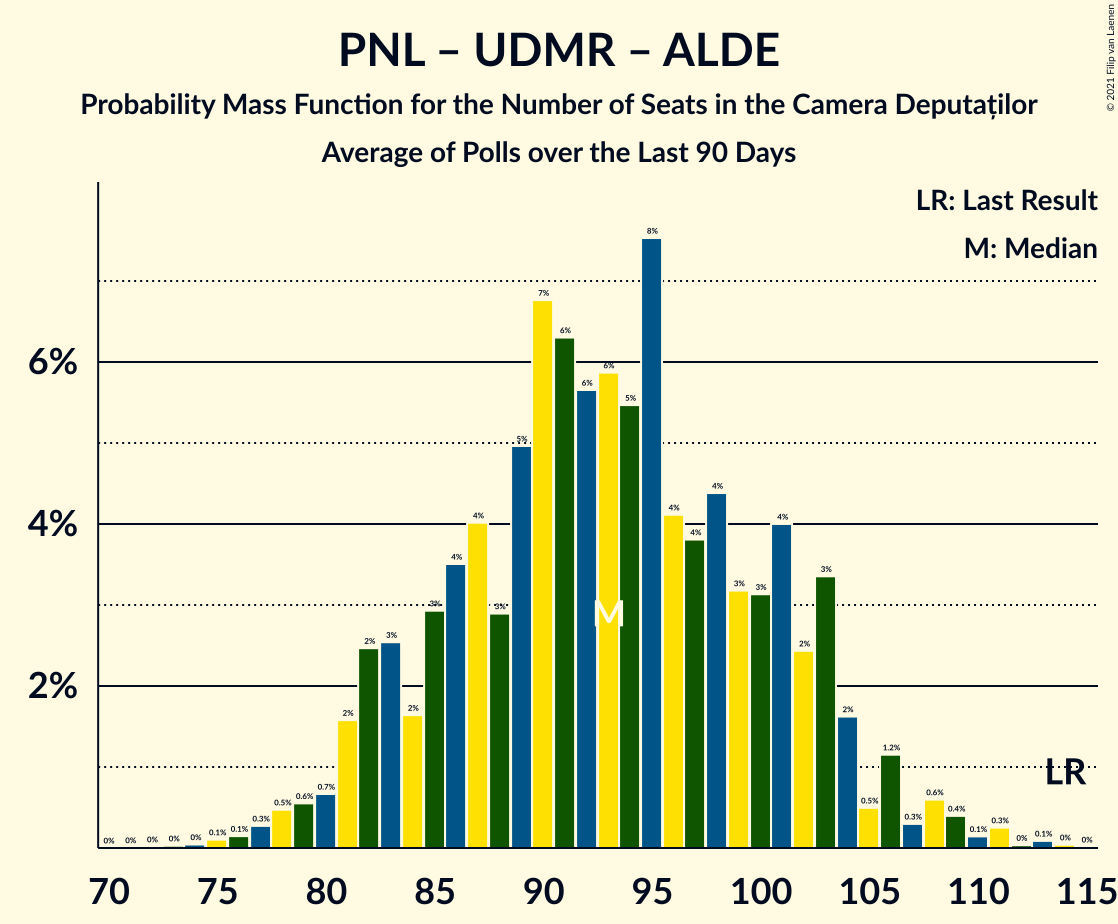 PNL – UDMR – ALDE
Probability Mass Function for the Number of Seats in the Camera Deputaților
Average of Polls over the Last 90 Days
© 2021 Filip van Laenen
LR: Last Result
M: Median
6%
4%
2%
0% 0% 0% 0% 0% 0.1% 0.1% 0.3% 0.5% 0.6% 0.7% 2% 2% 3% 2% 3% 4% 4% 3% 5% 7% 6% 6% 6% 5% 8% 4% 4% 4% 3% 3% 4% 2% 3% 2% 0.5% 1.2% 0.3% 0.6% 0.4% 0.1% 0.3% 0% 0.1% 0% 0%
M
LR
70 75 80 85 90 95 100 105 110 115